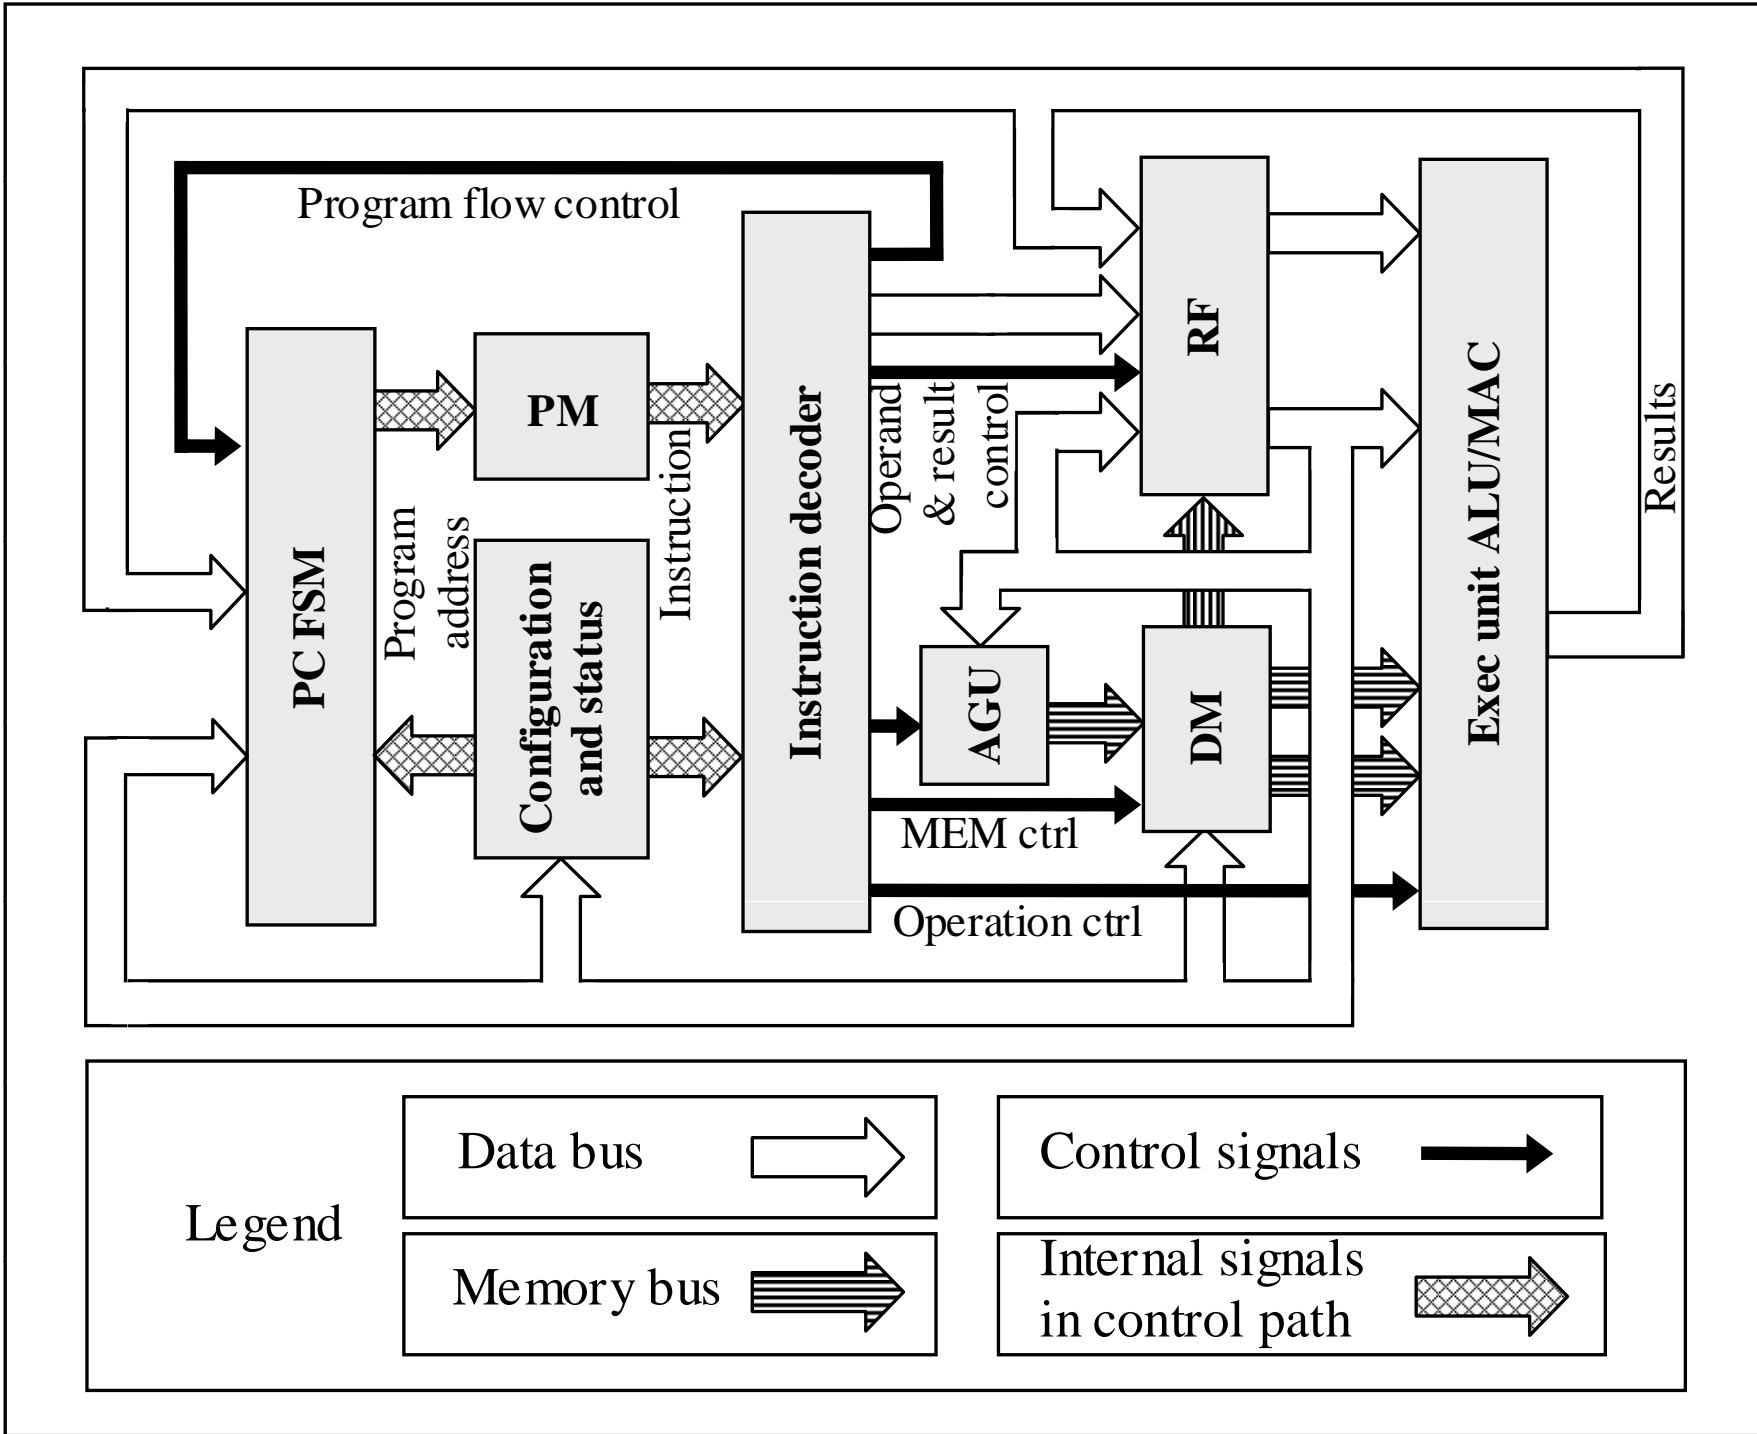 Program flow control
PC FSM
PM
Program
address
Instruction
Configuration
and status
Instruction decoder
Operand
& result
control
RF
AGU
DM
MEM ctrl
Operation ctrl
Exec unit ALU/MAC
Results
Legend
Data bus
Control signals
Memory bus
Internal signals
in control path